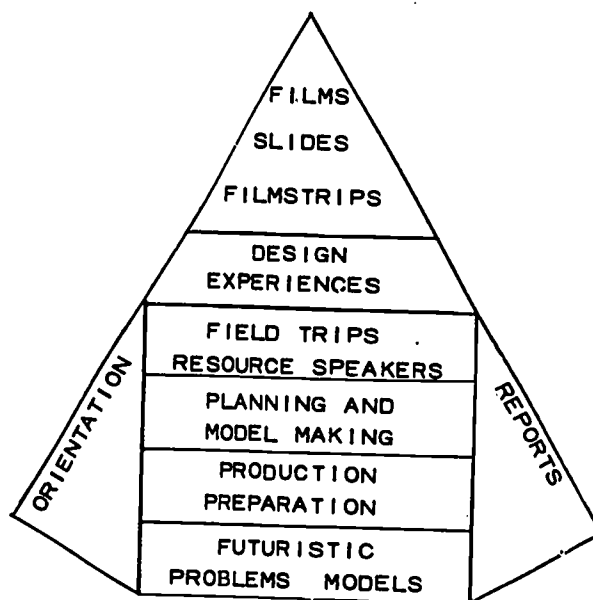 FILMS
SLIDES
FILMSTRIPS
DESIGN
EXPERIENCES
FIELD TRIPS
RESOURCE SPEAKERS
PLANNING AND
MODEL MAKING
PRODUCTION
PREPARATION
FUTURISTIC
PROBLEMS MODELS
ORIENTATION
REPORTS